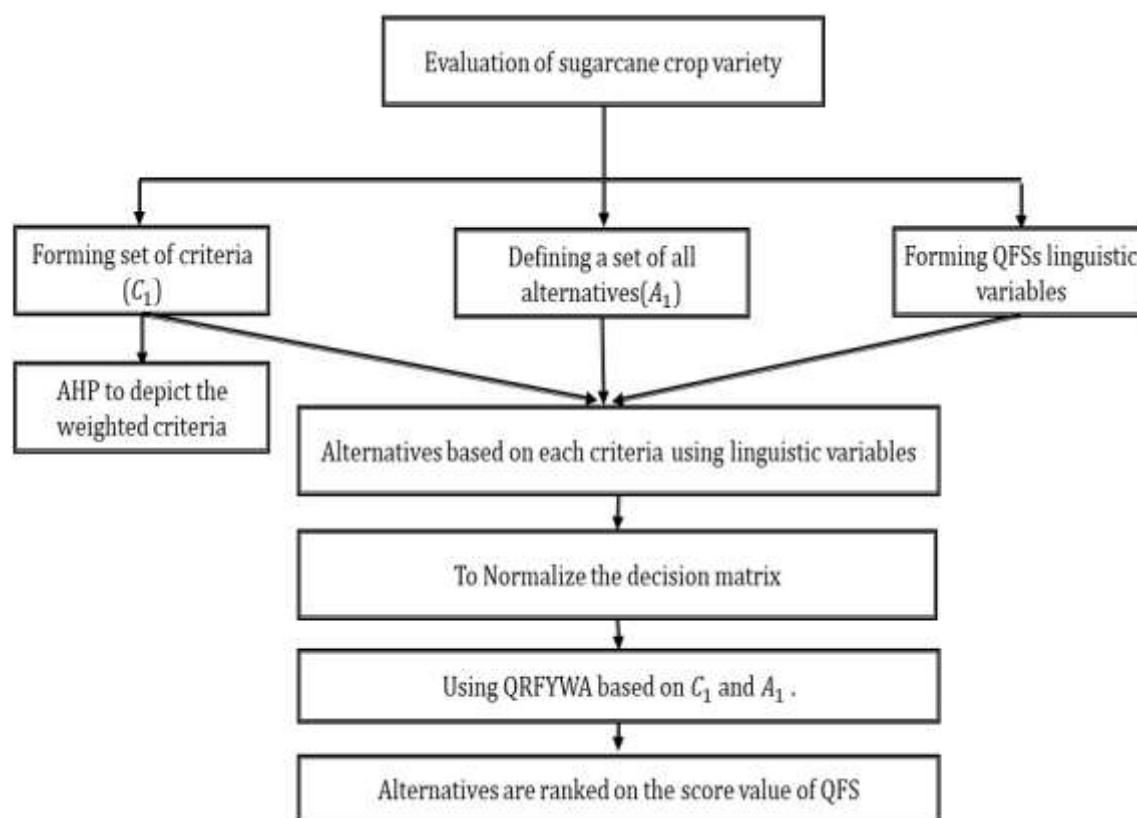 Evaluation of sugarcane crop variety
Forming set of criteria
(C₁)
Defining a set of all
alternatives(A₁)
Forming QFSs linguistic
variables
AHP to depict the
weighted criteria
Alternatives based on each criteria using linguistic variables
To Normalize the decision matrix
Using QRFYWA based on C₁ and A₁ .
Alternatives are ranked on the score value of QFS